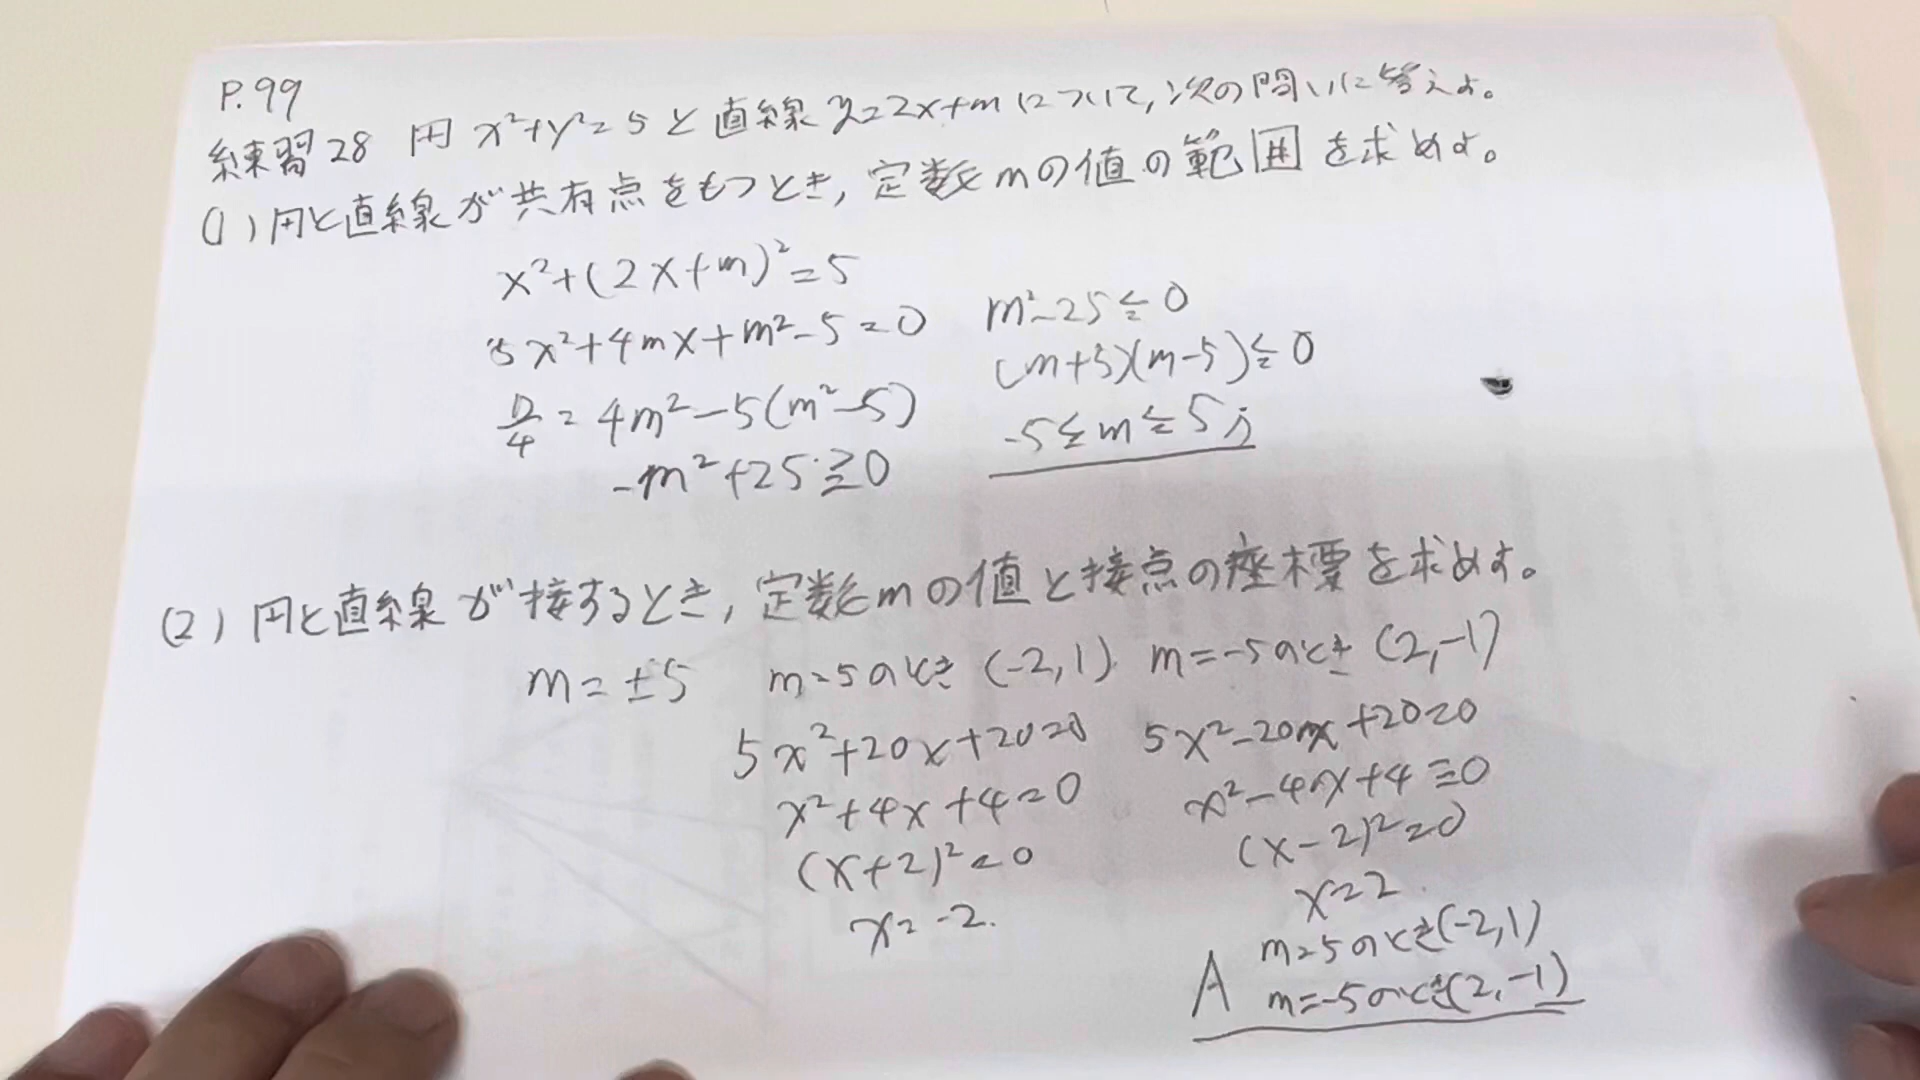 P.99
練習28 円 x²+y²=5 と直線 y=2x+m について,次の問いに答えよ。
(1) 円と直線が共有点をもつとき,定数mの値の範囲を求めよ。
x²+(2x+m)²=5
5x²+4mx+m²-5=0
D/4=4m²-5(m²-5)
-m²+25≧0
m²-25≦0
(m+5)(m-5)≦0
-5≦m≦5
(2) 円と直線が接するとき,定数mの値と接点の座標を求めよ。
m=±5 m=5のとき (-2,1) m=-5のとき (2,-1)
5x²+20x+20=0
x²+4x+4=0
(x+2)²=0
x=-2.
5x²-20x+20=0
x²-4x+4=0
(x-2)²=0
x=2
A m=5のとき(-2,1)
m=-5のとき(2,-1)